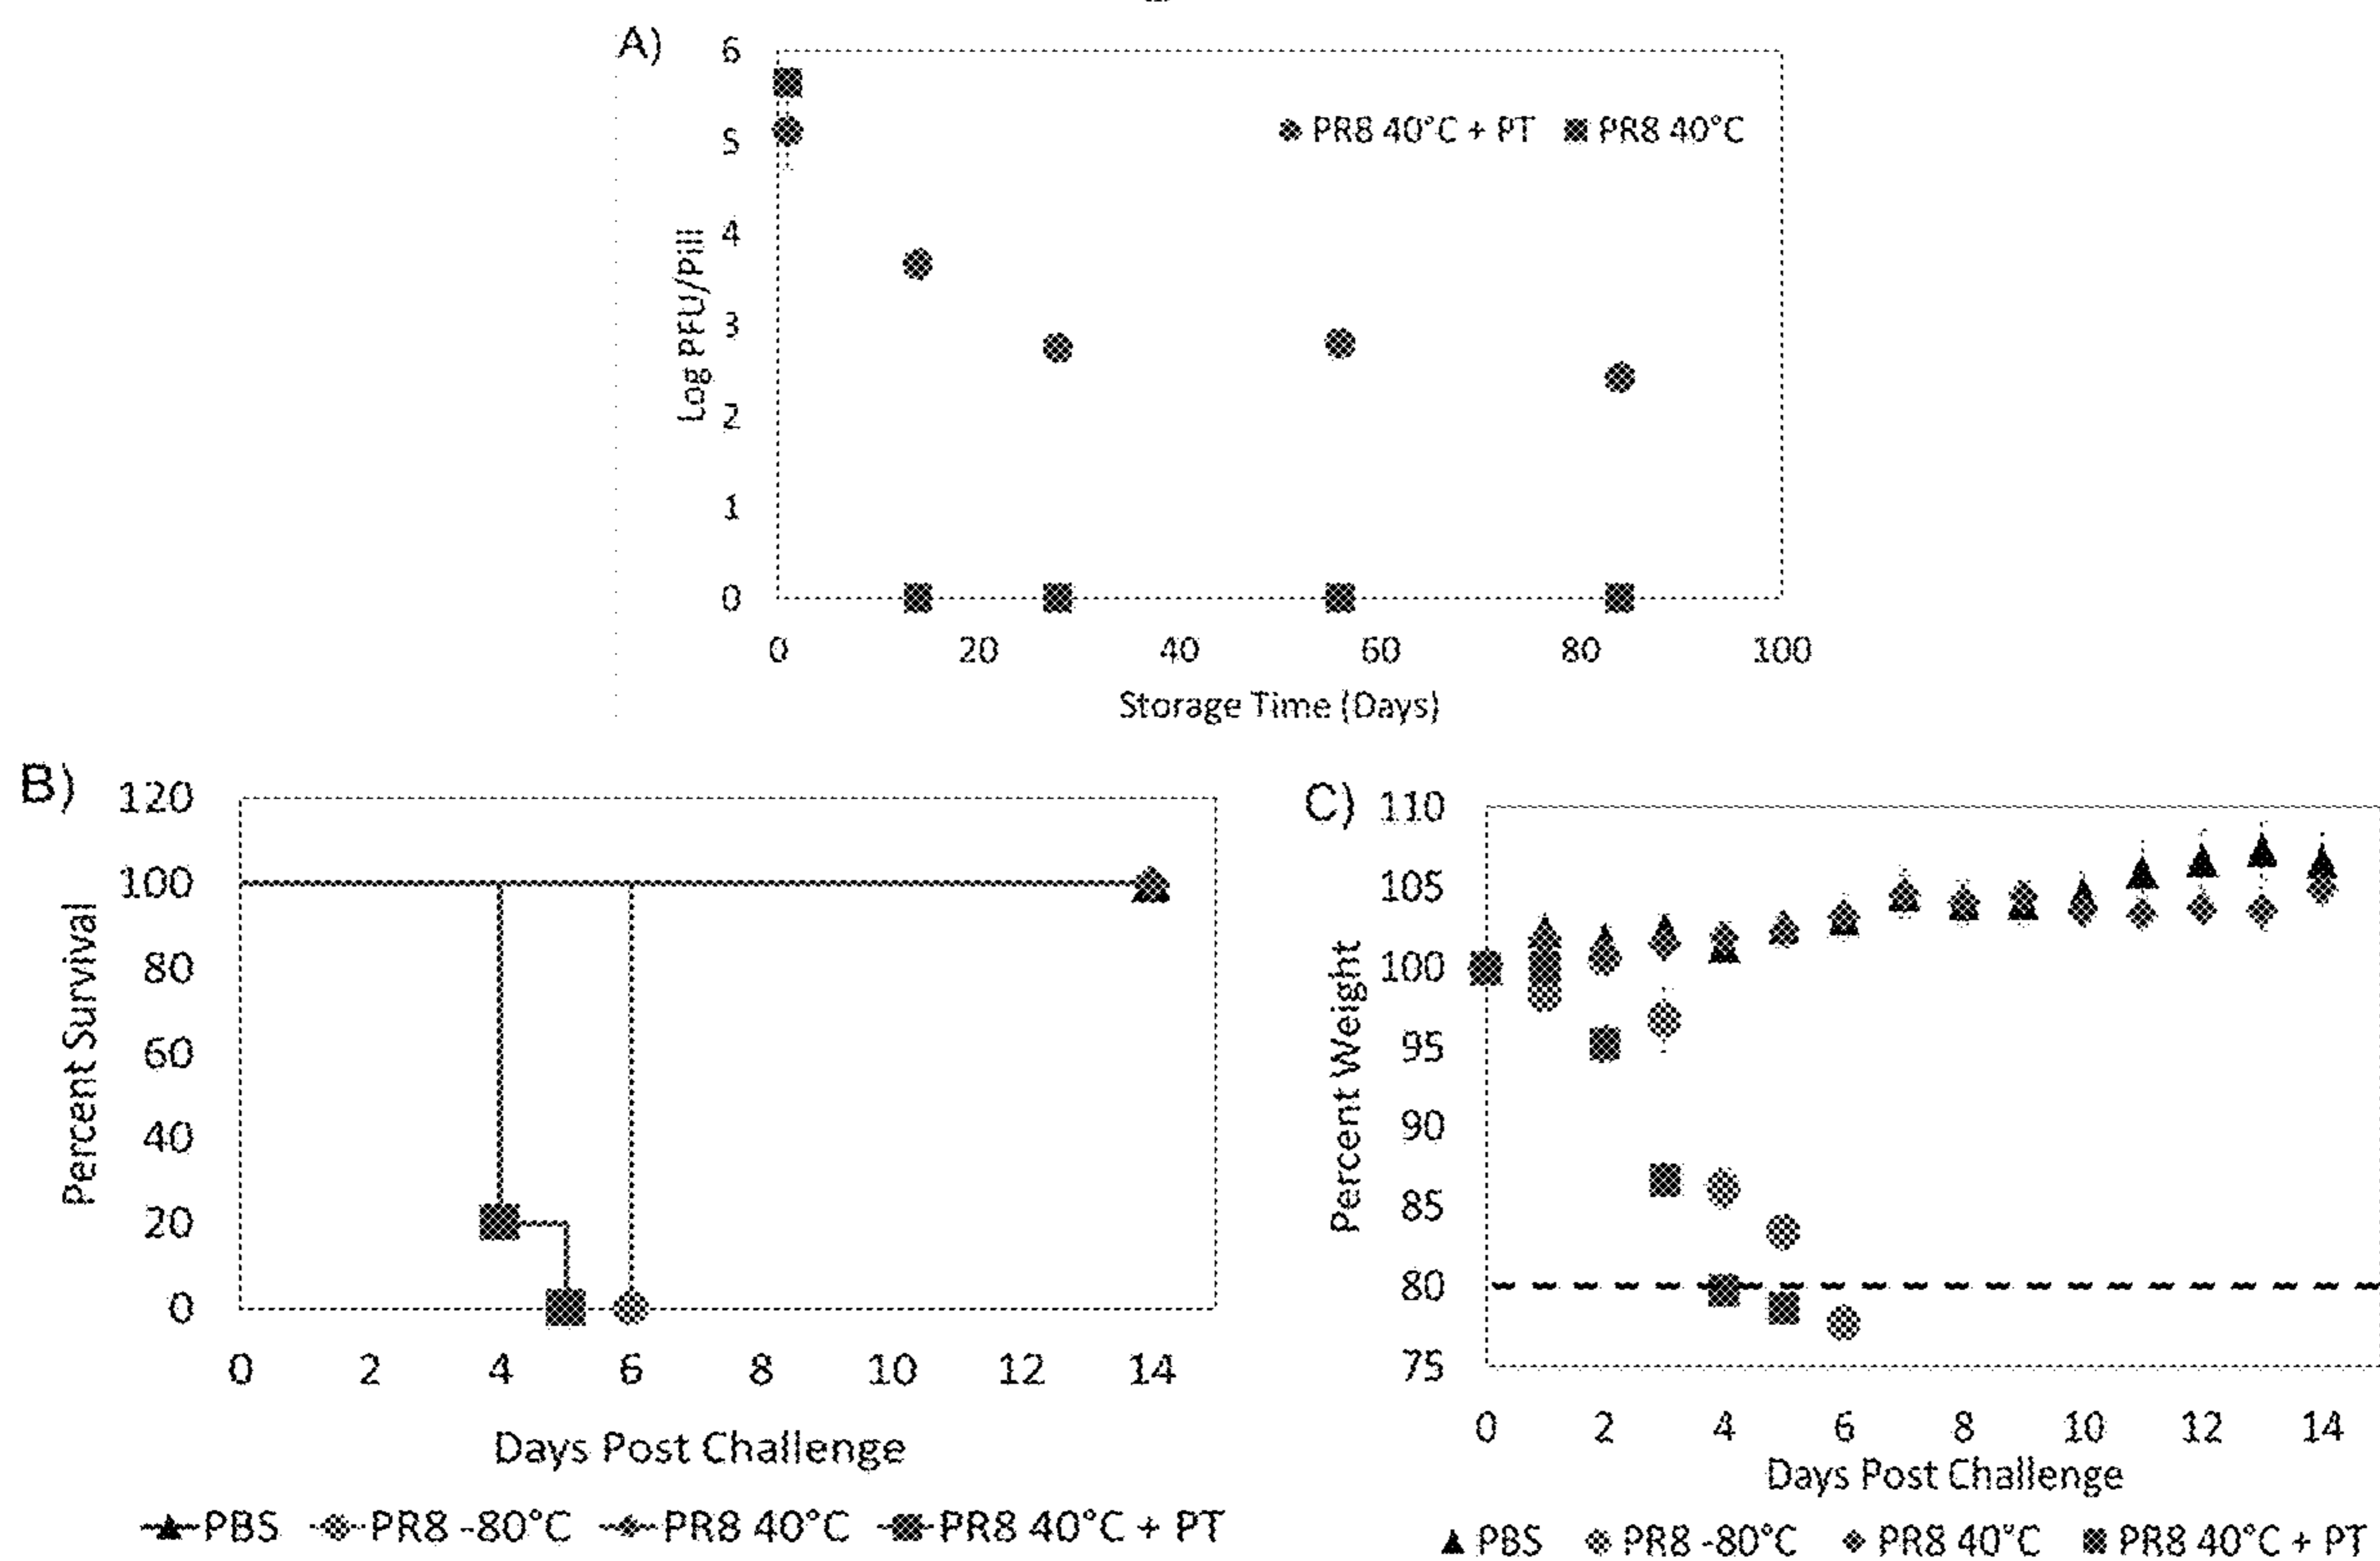 A)
6
5
4
3
2
1
0
Log PFU/Pill
PR8 40°C + PT PR8 40°C
0 20 40 60 80 100
Storage Time (Days)
B)
120
100
80
60
40
20
0
Percent Survival
0 2 4 6 8 10 12 14
Days Post Challenge
PBS PR8 -80°C PR8 40°C PR8 40°C + PT
C)
110
105
100
95
90
85
80
75
Percent Weight
0 2 4 6 8 10 12 14
Days Post Challenge
PBS PR8 -80°C PR8 40°C PR8 40°C + PT